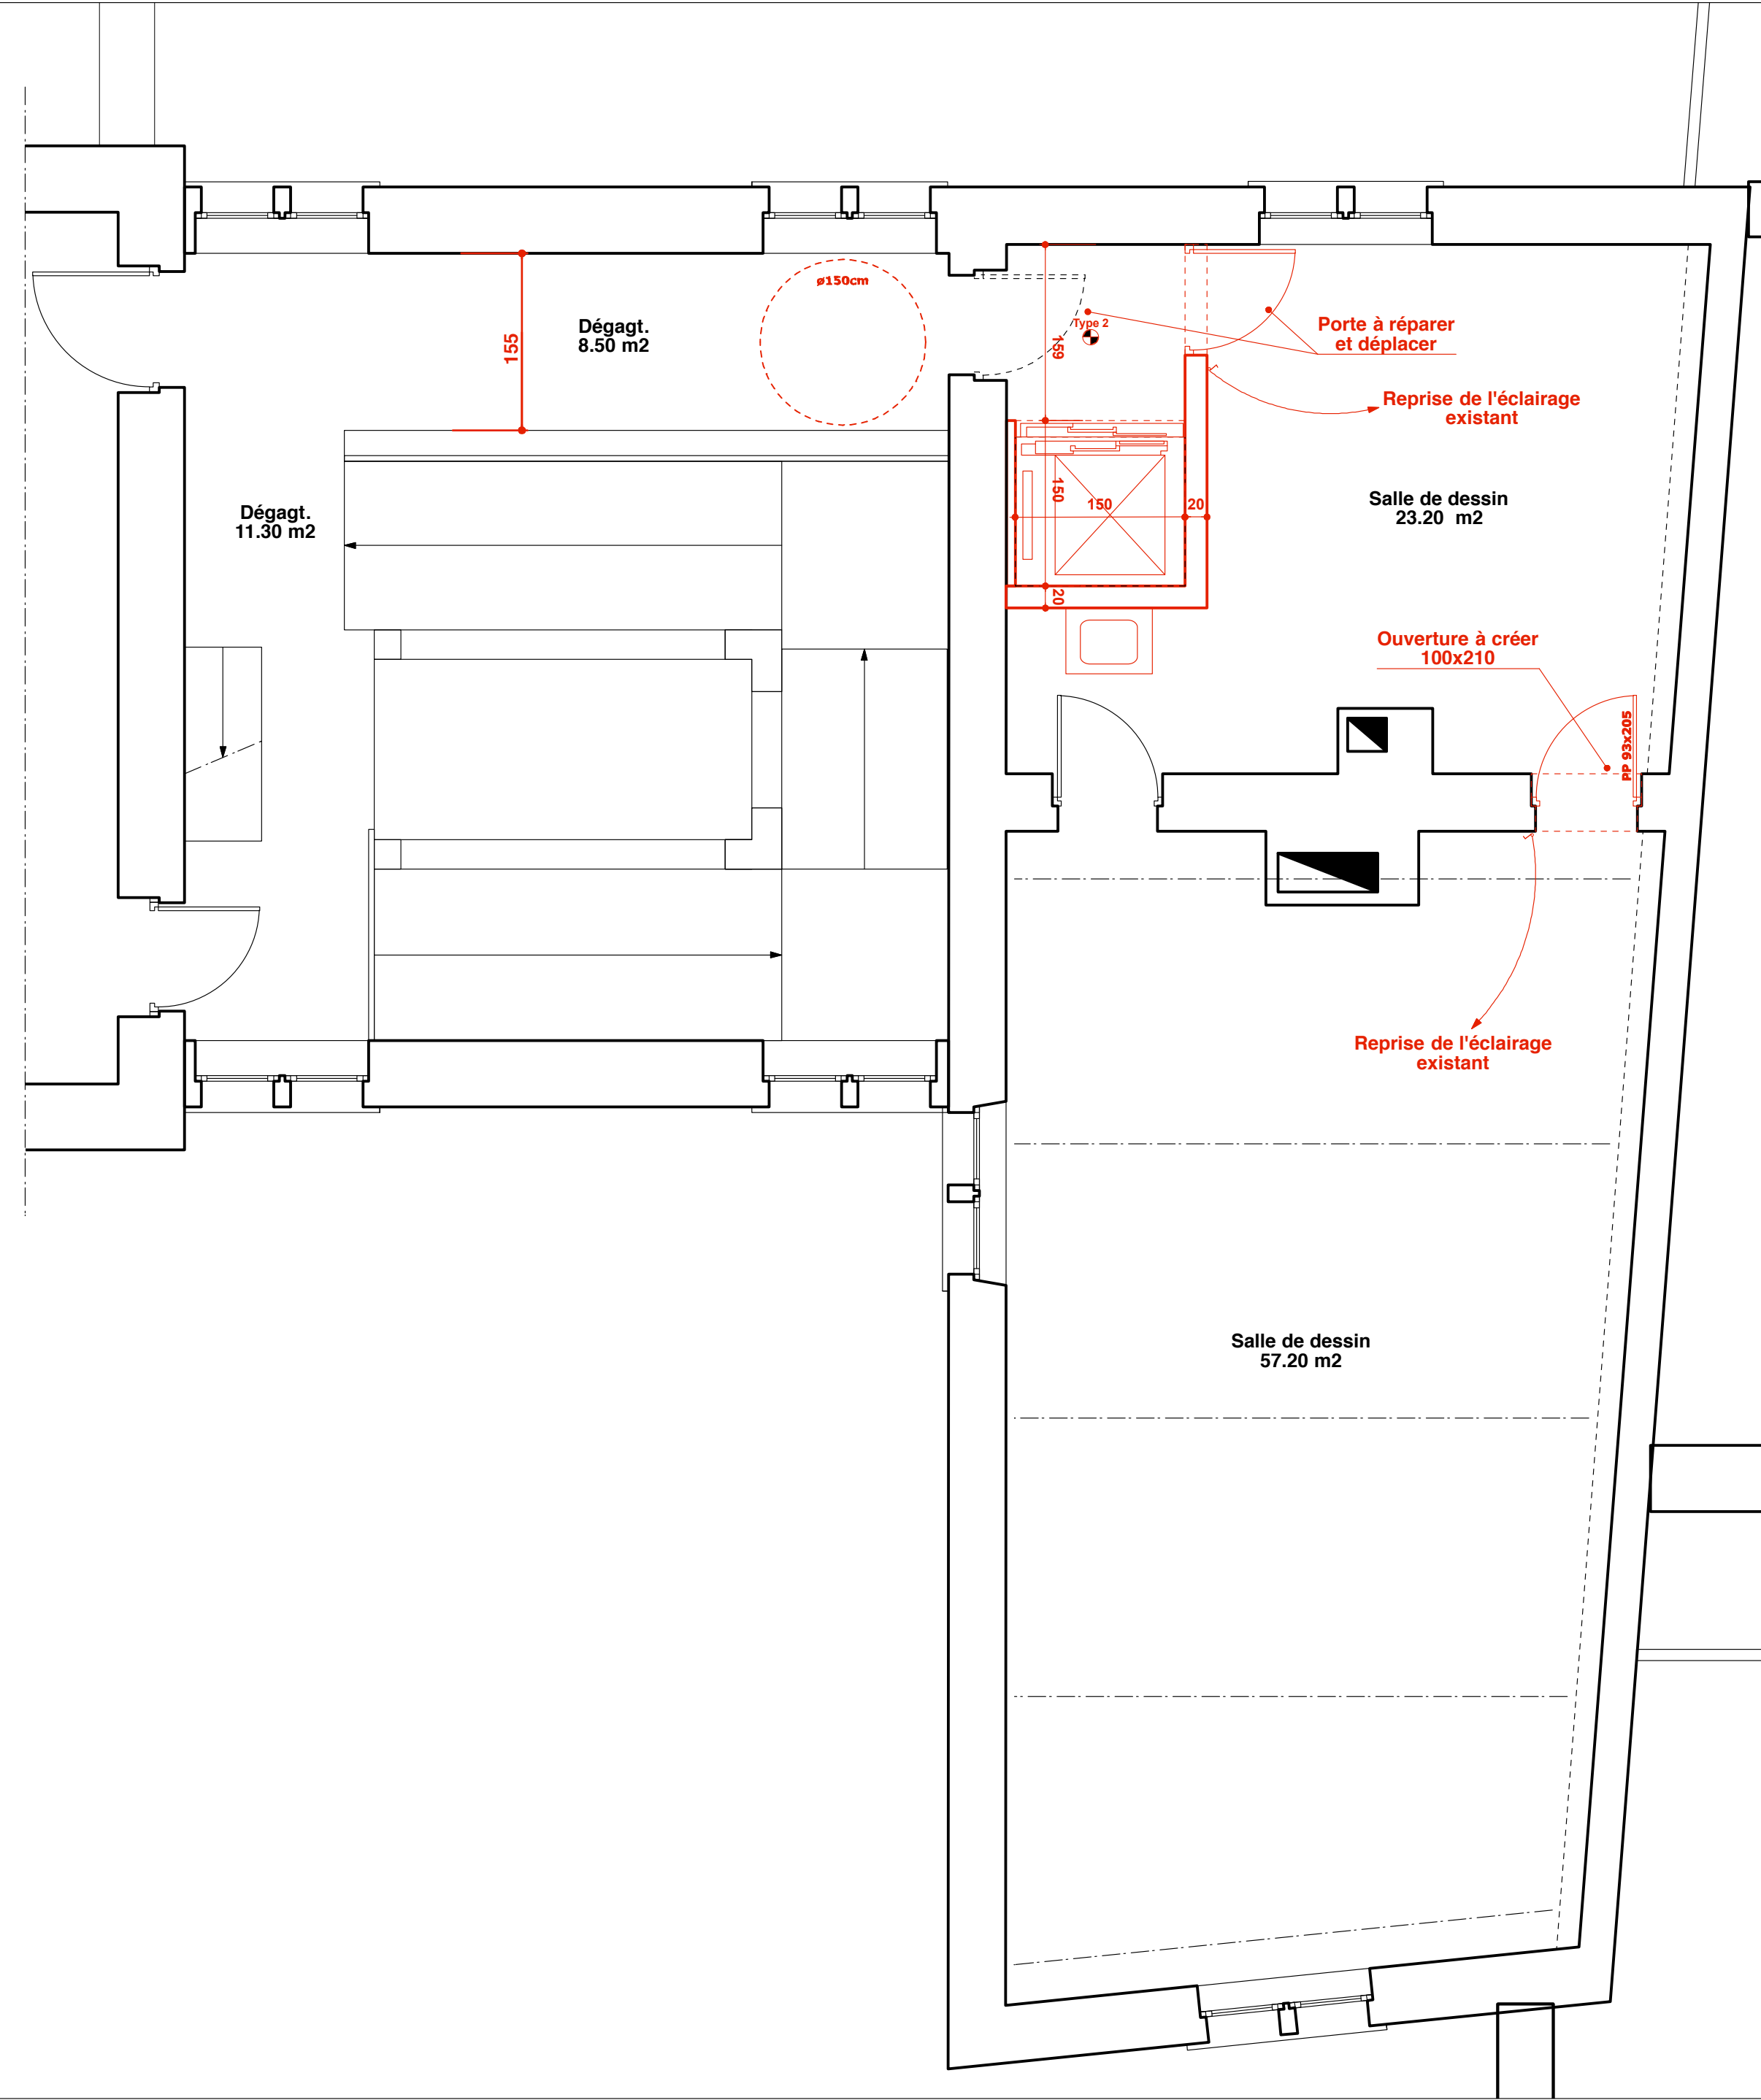 ø150cm
Dégagt.
8.50 m2
155
Type 2
159
Porte à réparer
et déplacer
Reprise de l'éclairage
existant
Dégagt.
11.30 m2
150
150
20
20
Salle de dessin
23.20 m2
Ouverture à créer
100x210
PP 93x205
Reprise de l'éclairage
existant
Salle de dessin
57.20 m2